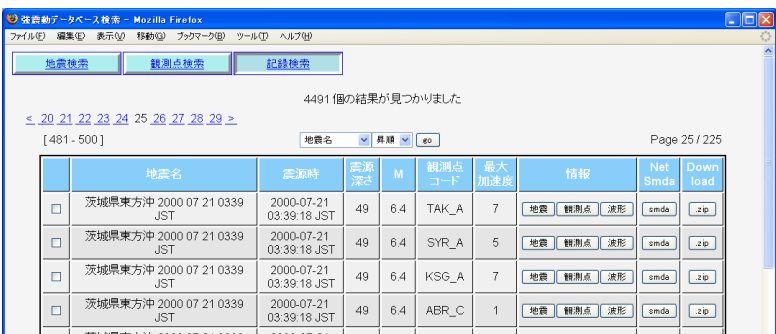 強震動データベース検索 - Mozilla Firefox
ファイル(F) 編集(E) 表示(V) 移動(G) ブックマーク(B) ツール(T) ヘルプ(H)
地震検索 観測点検索 記録検索
4491 個の結果が見つかりました
< 20 21 22 23 24 25 26 27 28 29 >
[481 - 500 ] 地震名 昇順 go Page 25 / 225
地震名 震源時 震源深さ M 観測点コード 最大加速度 情報 Net Smda Down load
茨城県東方沖 2000 07 21 0339 JST 2000-07-21 03:39:18 JST 49 6.4 TAK_A 7 地震 観測点 波形 smda .zip
茨城県東方沖 2000 07 21 0339 JST 2000-07-21 03:39:18 JST 49 6.4 SYR_A 5 地震 観測点 波形 smda .zip
茨城県東方沖 2000 07 21 0339 JST 2000-07-21 03:39:18 JST 49 6.4 KSG_A 7 地震 観測点 波形 smda .zip
茨城県東方沖 2000 07 21 0339 JST 2000-07-21 03:39:18 JST 49 6.4 ABR_C 1 地震 観測点 波形 smda .zip